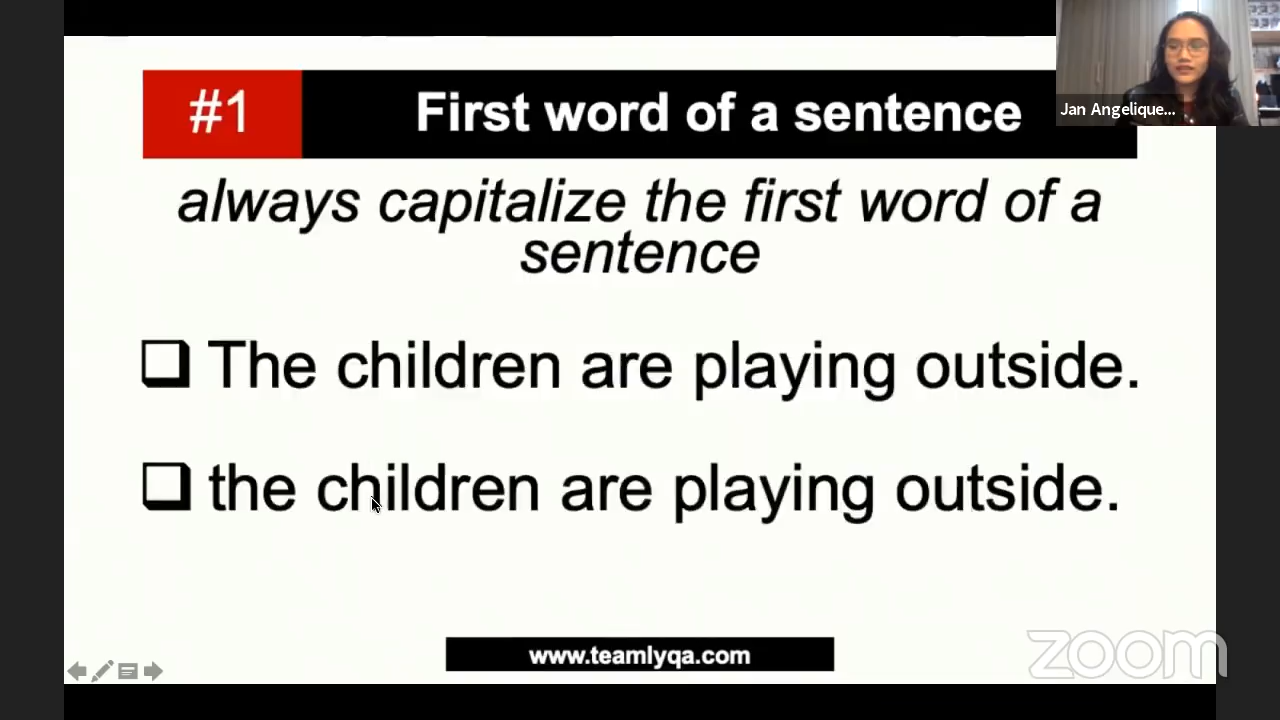 #1
First word of a sentence
Jan Angelique...
always capitalize the first word of a
sentence
❑ The children are playing outside.
❑ the children are playing outside.
www.teamlyqa.com
zoom